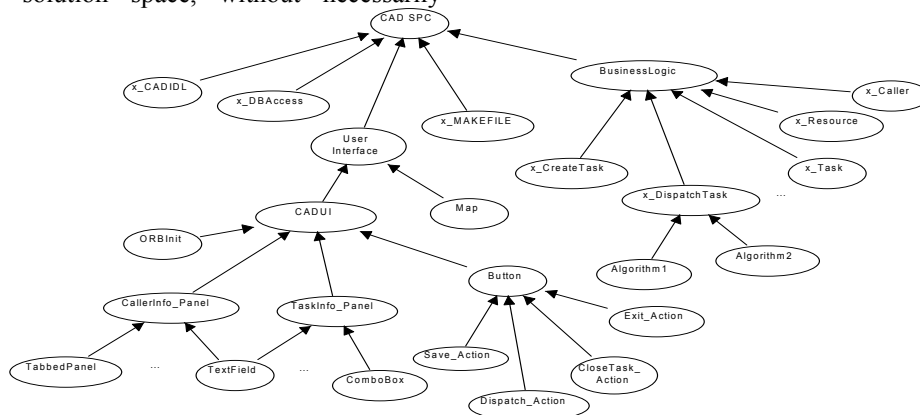 solution space, without necessarily
CAD SPC
x_CADIDL
x_DBAccess
x_MAKEFILE
BusinessLogic
x_Caller
x_Resource
x_Task
x_CreateTask
x_DispatchTask
...
User
Interface
CADUI
Map
ORBInit
Algorithm1
Algorithm2
Button
CallerInfo_Panel
TaskInfo_Panel
Exit_Action
TabbedPanel
...
TextField
...
ComboBox
Save_Action
Dispatch_Action
CloseTask_
Action